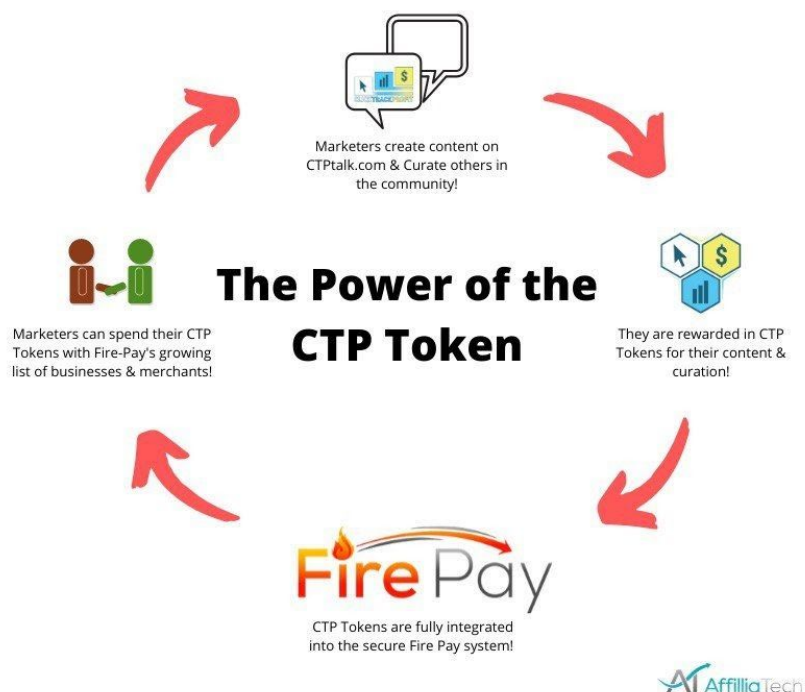 $
CLICKTRACKPROFIT
Marketers create content on
CTPtalk.com & Curate others in
the community!
The Power of the
CTP Token
$
They are rewarded in CTP
Tokens for their content &
curation!
Marketers can spend their CTP
Tokens with Fire-Pay's growing
list of businesses & merchants!
Fire Pay
CTP Tokens are fully integrated
into the secure Fire Pay system!
AffiliaTech